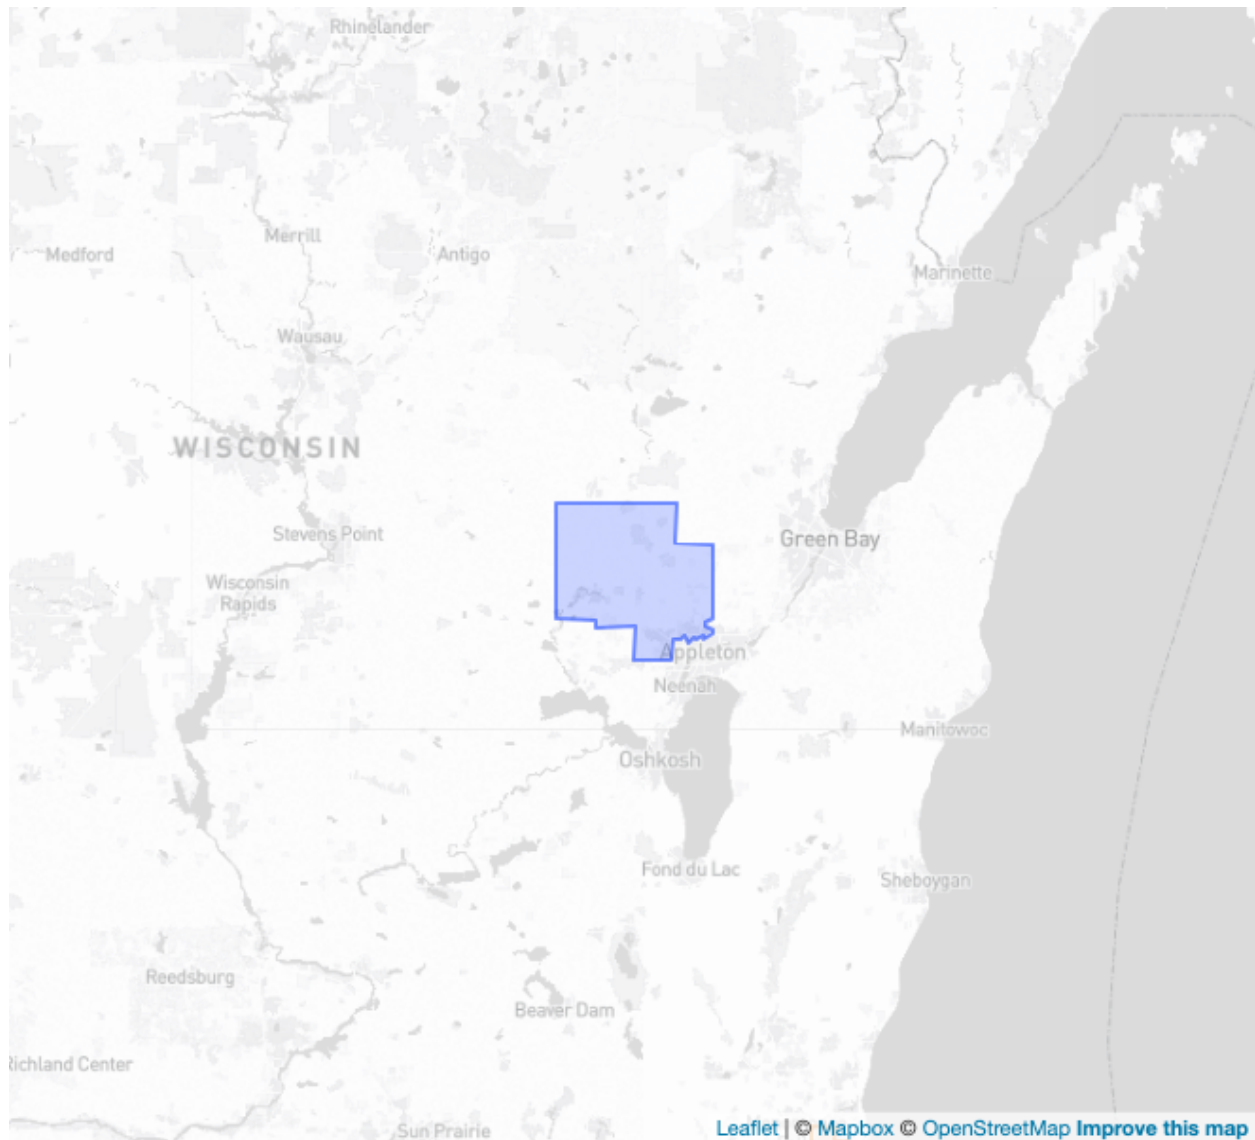 Rhinelander
Merrill
Medford
Antigo
Marinette
Wausau
WISCONSIN
Stevens Point
Green Bay
Wisconsin
Rapids
Appleton
Neenah
Manitowoc
Oshkosh
Fond du Lac
Sheboygan
Reedsburg
Beaver Dam
Richland Center
Sun Prairie
Leaflet | © Mapbox © OpenStreetMap Improve this map